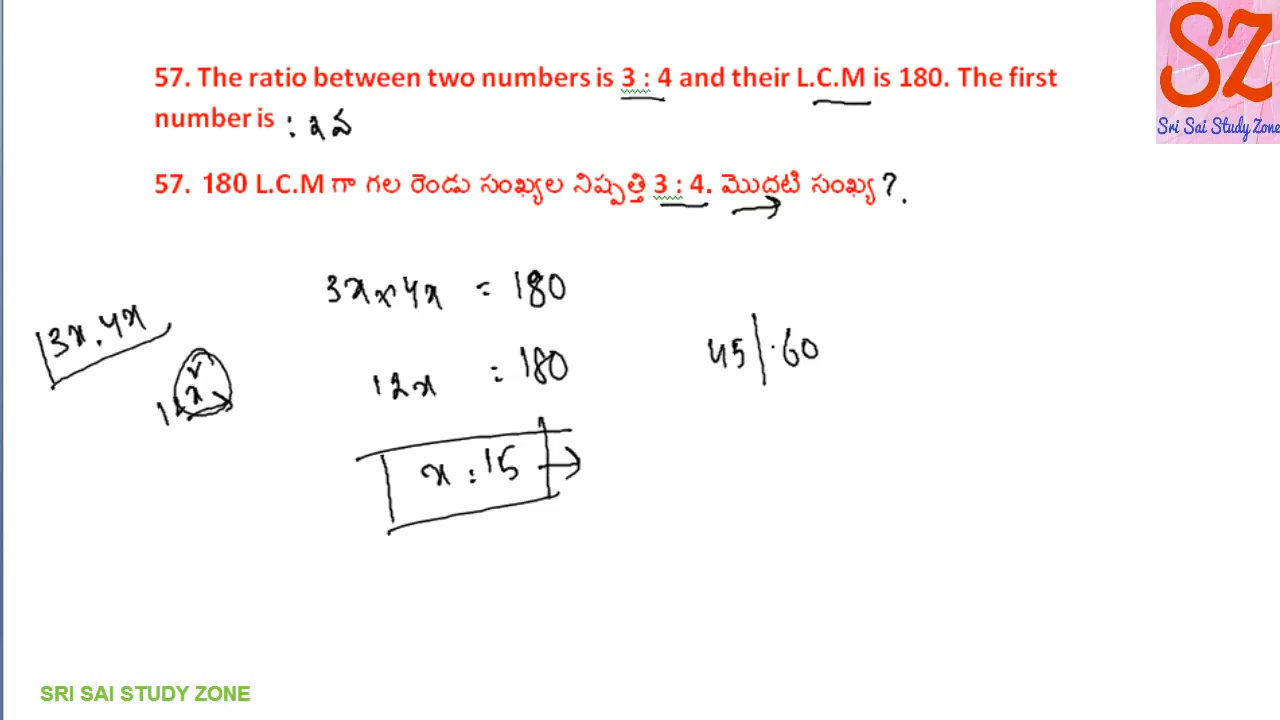 SZ
Sri Sai Study Zone
57. The ratio between two numbers is 3 : 4 and their L.C.M is 180. The first
number is :
57. 180 L.C.M గా గల రెండు సంఖ్యల నిష్పత్తి 3 : 4. మొదటి సంఖ్య ?.
3x x 4x = 180
3x, 4x
12x = 180
45 | 60
x = 15 →
SRI SAI STUDY ZONE